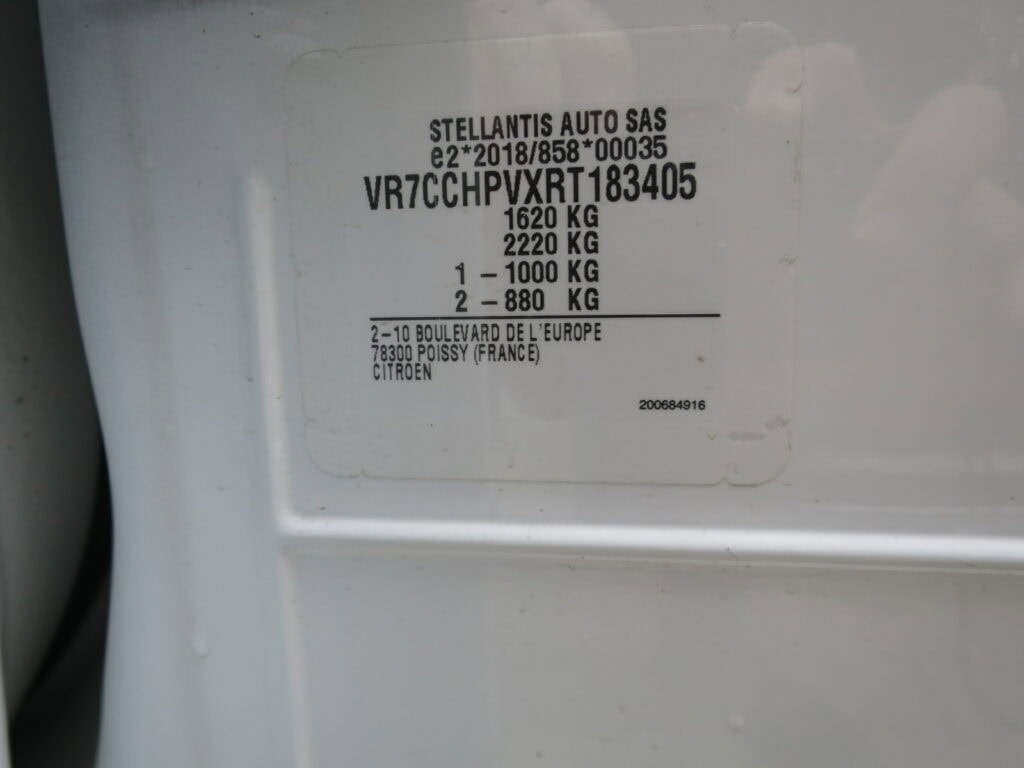 STELLANTIS AUTO SAS
e2*2018/858*00035
VR7CCHPVXRT183405
1620 KG
2220 KG
1 – 1000 KG
2 – 880 KG
2–10 BOULEVARD DE L'EUROPE
78300 POISSY (FRANCE)
CITROEN
200684916